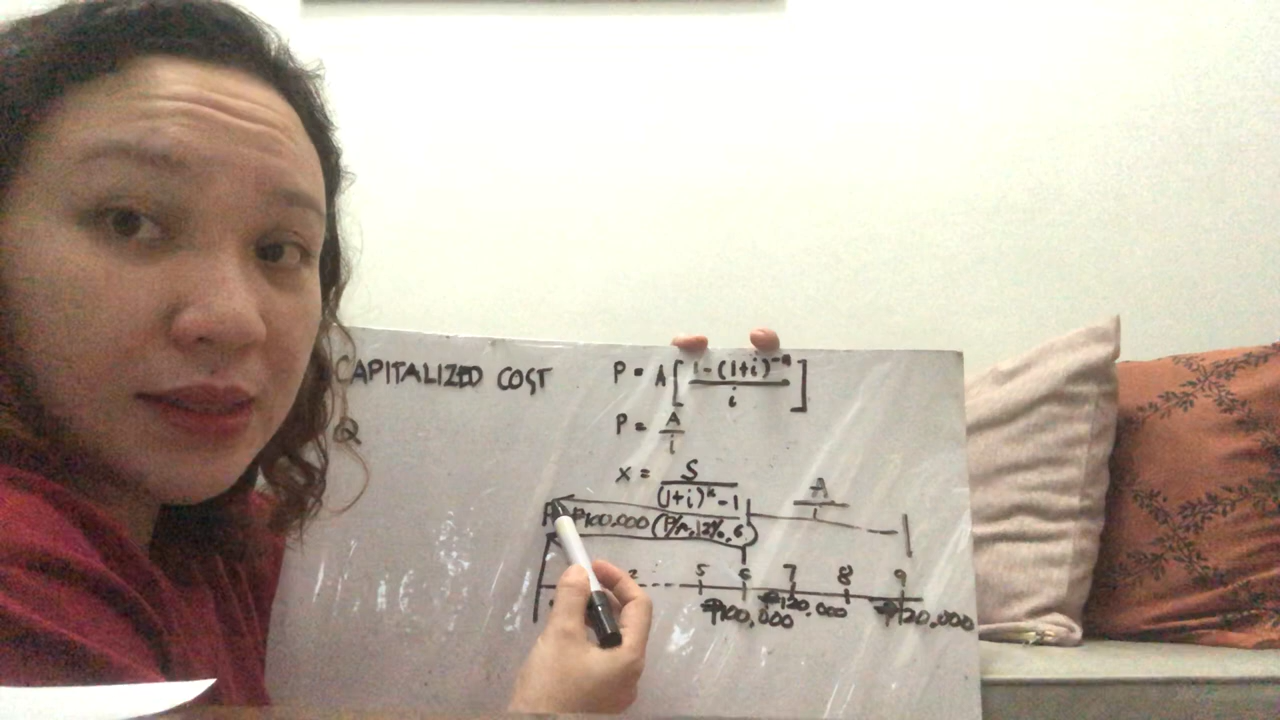 CAPITALIZED COST
Q
P = A[ 1-(1+i)^-n / i ]
P = A / i
X = S / (1+i)^k - 1
A
₱100,000 (P/A, 12%, 6)
2 5 6 7 8 9
₱100,000 ₱120,000 ₱120,000